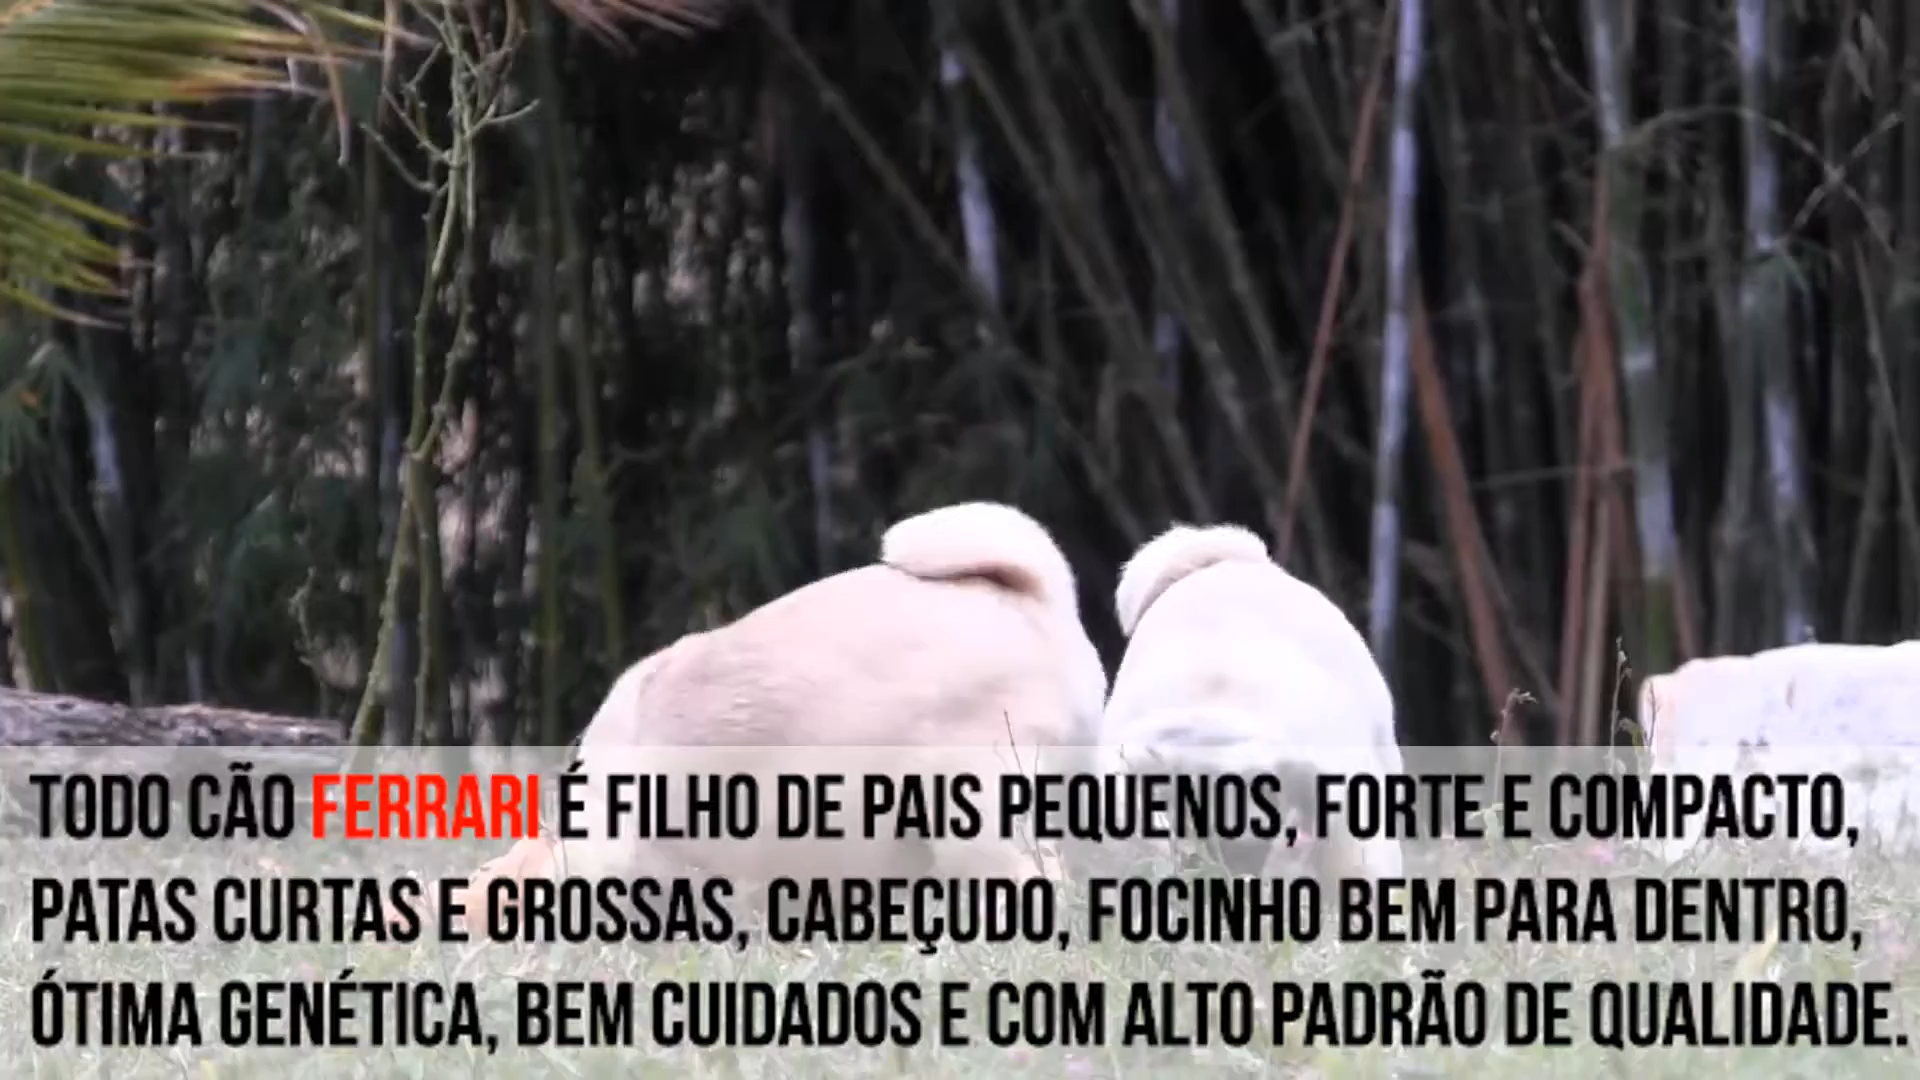 TODO CÃO FERRARI É FILHO DE PAIS PEQUENOS, FORTE E COMPACTO,
PATAS CURTAS E GROSSAS, CABEÇUDO, FOCINHO BEM PARA DENTRO,
ÓTIMA GENÉTICA, BEM CUIDADOS E COM ALTO PADRÃO DE QUALIDADE.